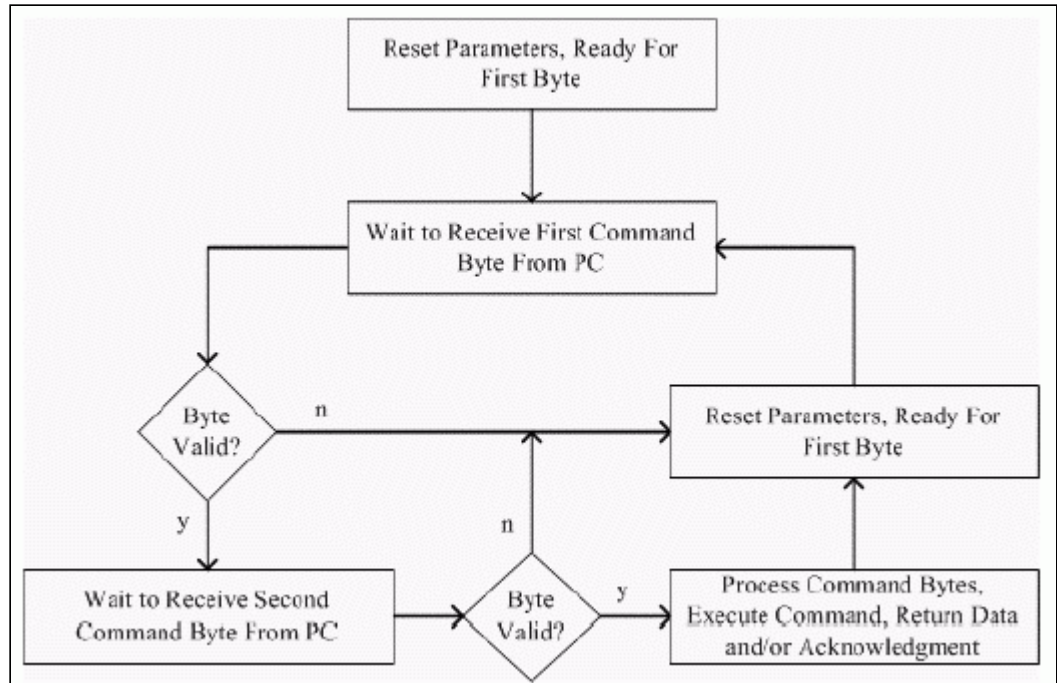 Reset Parameters, Ready For
First Byte
Wait to Receive First Command
Byte From PC
Byte
Valid?
n
Reset Parameters, Ready For
First Byte
y
n
Wait to Receive Second
Command Byte From PC
Byte
Valid?
y
Process Command Bytes,
Execute Command, Return Data
and/or Acknowledgment